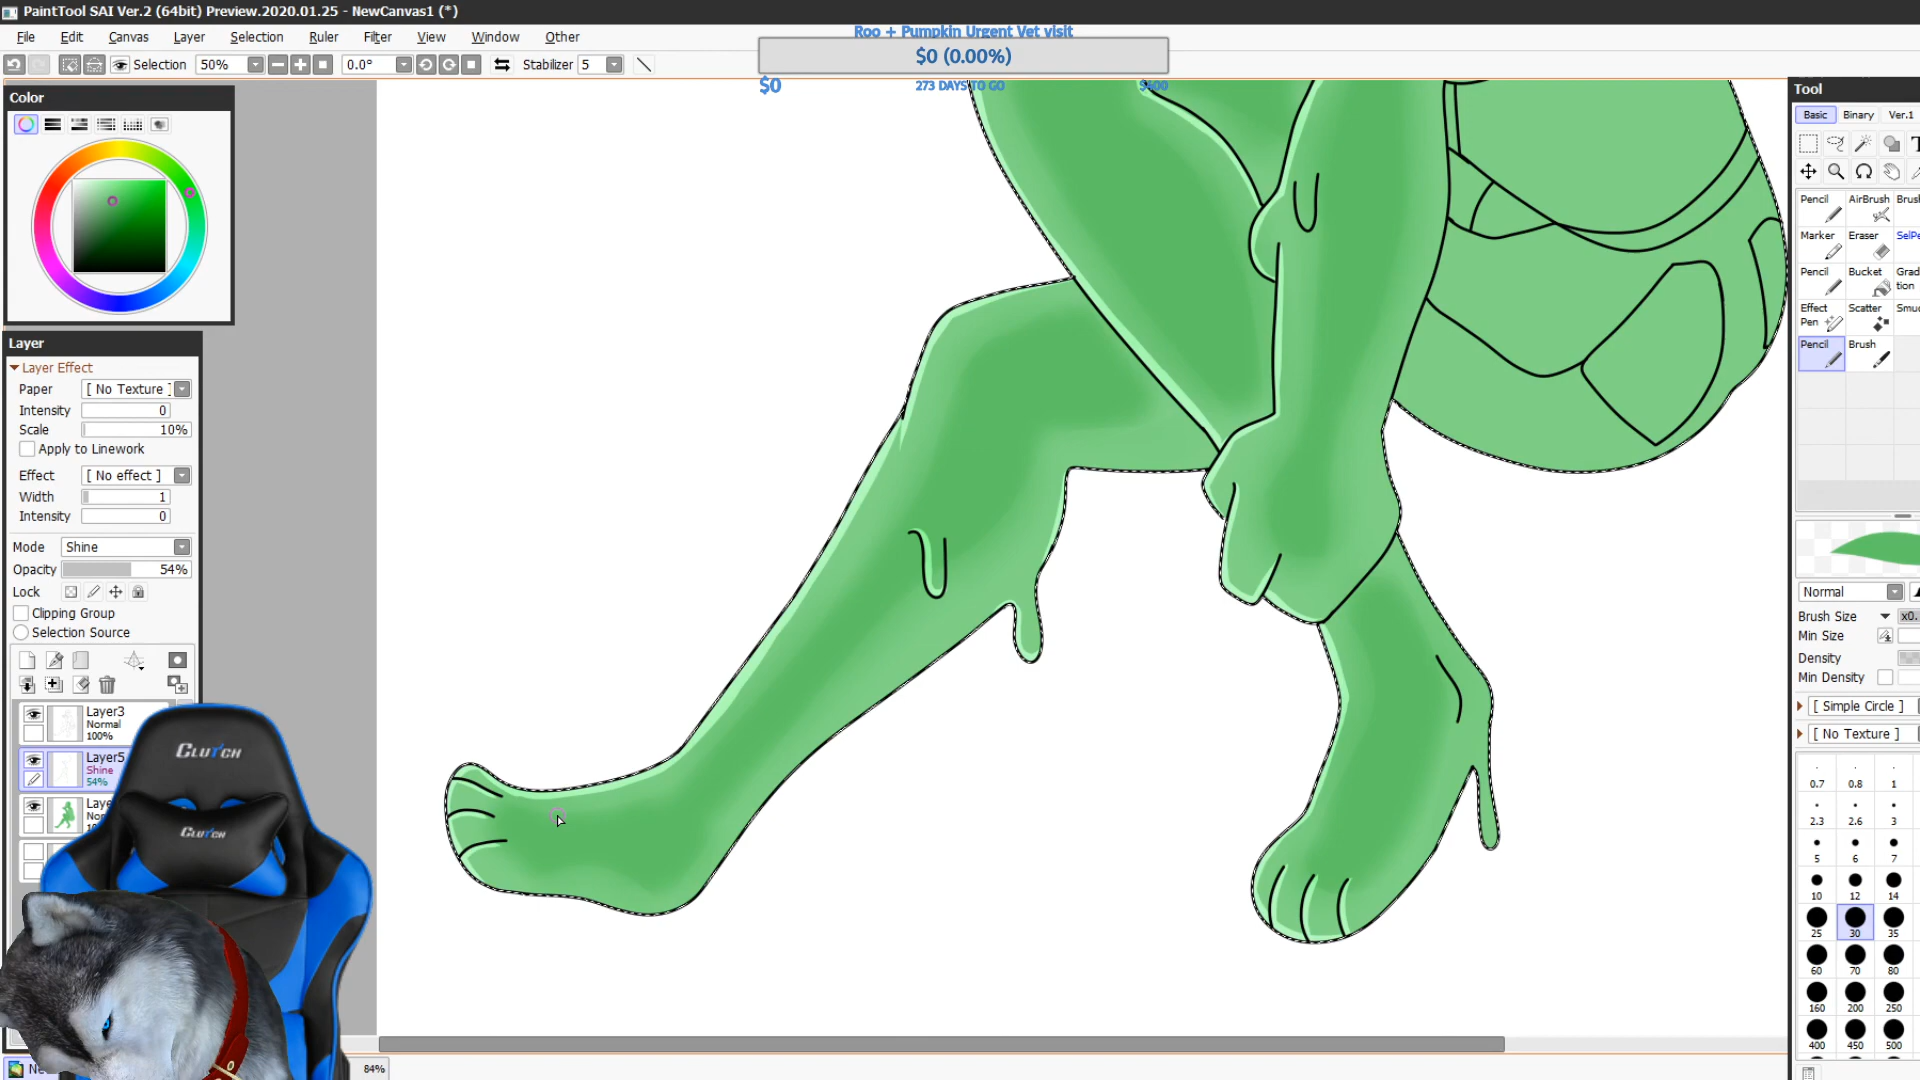 PaintTool SAI Ver.2 (64bit) Preview.2020.01.25 - NewCanvas1 (*)
File Edit Canvas Layer Selection Ruler Filter View Window Other
Roo + Pumpkin Urgent Vet visit
$0 (0.00%)
$0 273 DAYS TO GO
Selection 50% 0.0° Stabilizer 5
Color
Layer
Layer Effect
Paper [ No Texture ]
Intensity 0
Scale 10%
Apply to Linework
Effect [ No effect ]
Width 1
Intensity 0
Mode Shine
Opacity 54%
Lock
Clipping Group
Selection Source
Layer3
Normal
100%
Layer5
Shine
54%
CLUTCH
CLUTCH
84%
Tool
Basic Binary Ver.1
Pencil AirBrush
Marker Eraser
Pencil Bucket
Effect Pen Scatter
Pencil Brush
Normal
Brush Size
Min Size
Density
Min Density
[ Simple Circle ]
[ No Texture ]
0.7 0.8 1
2.3 2.6 3
5 6 7
10 12 14
25 30 35
60 70 80
160 200 250
400 450 500